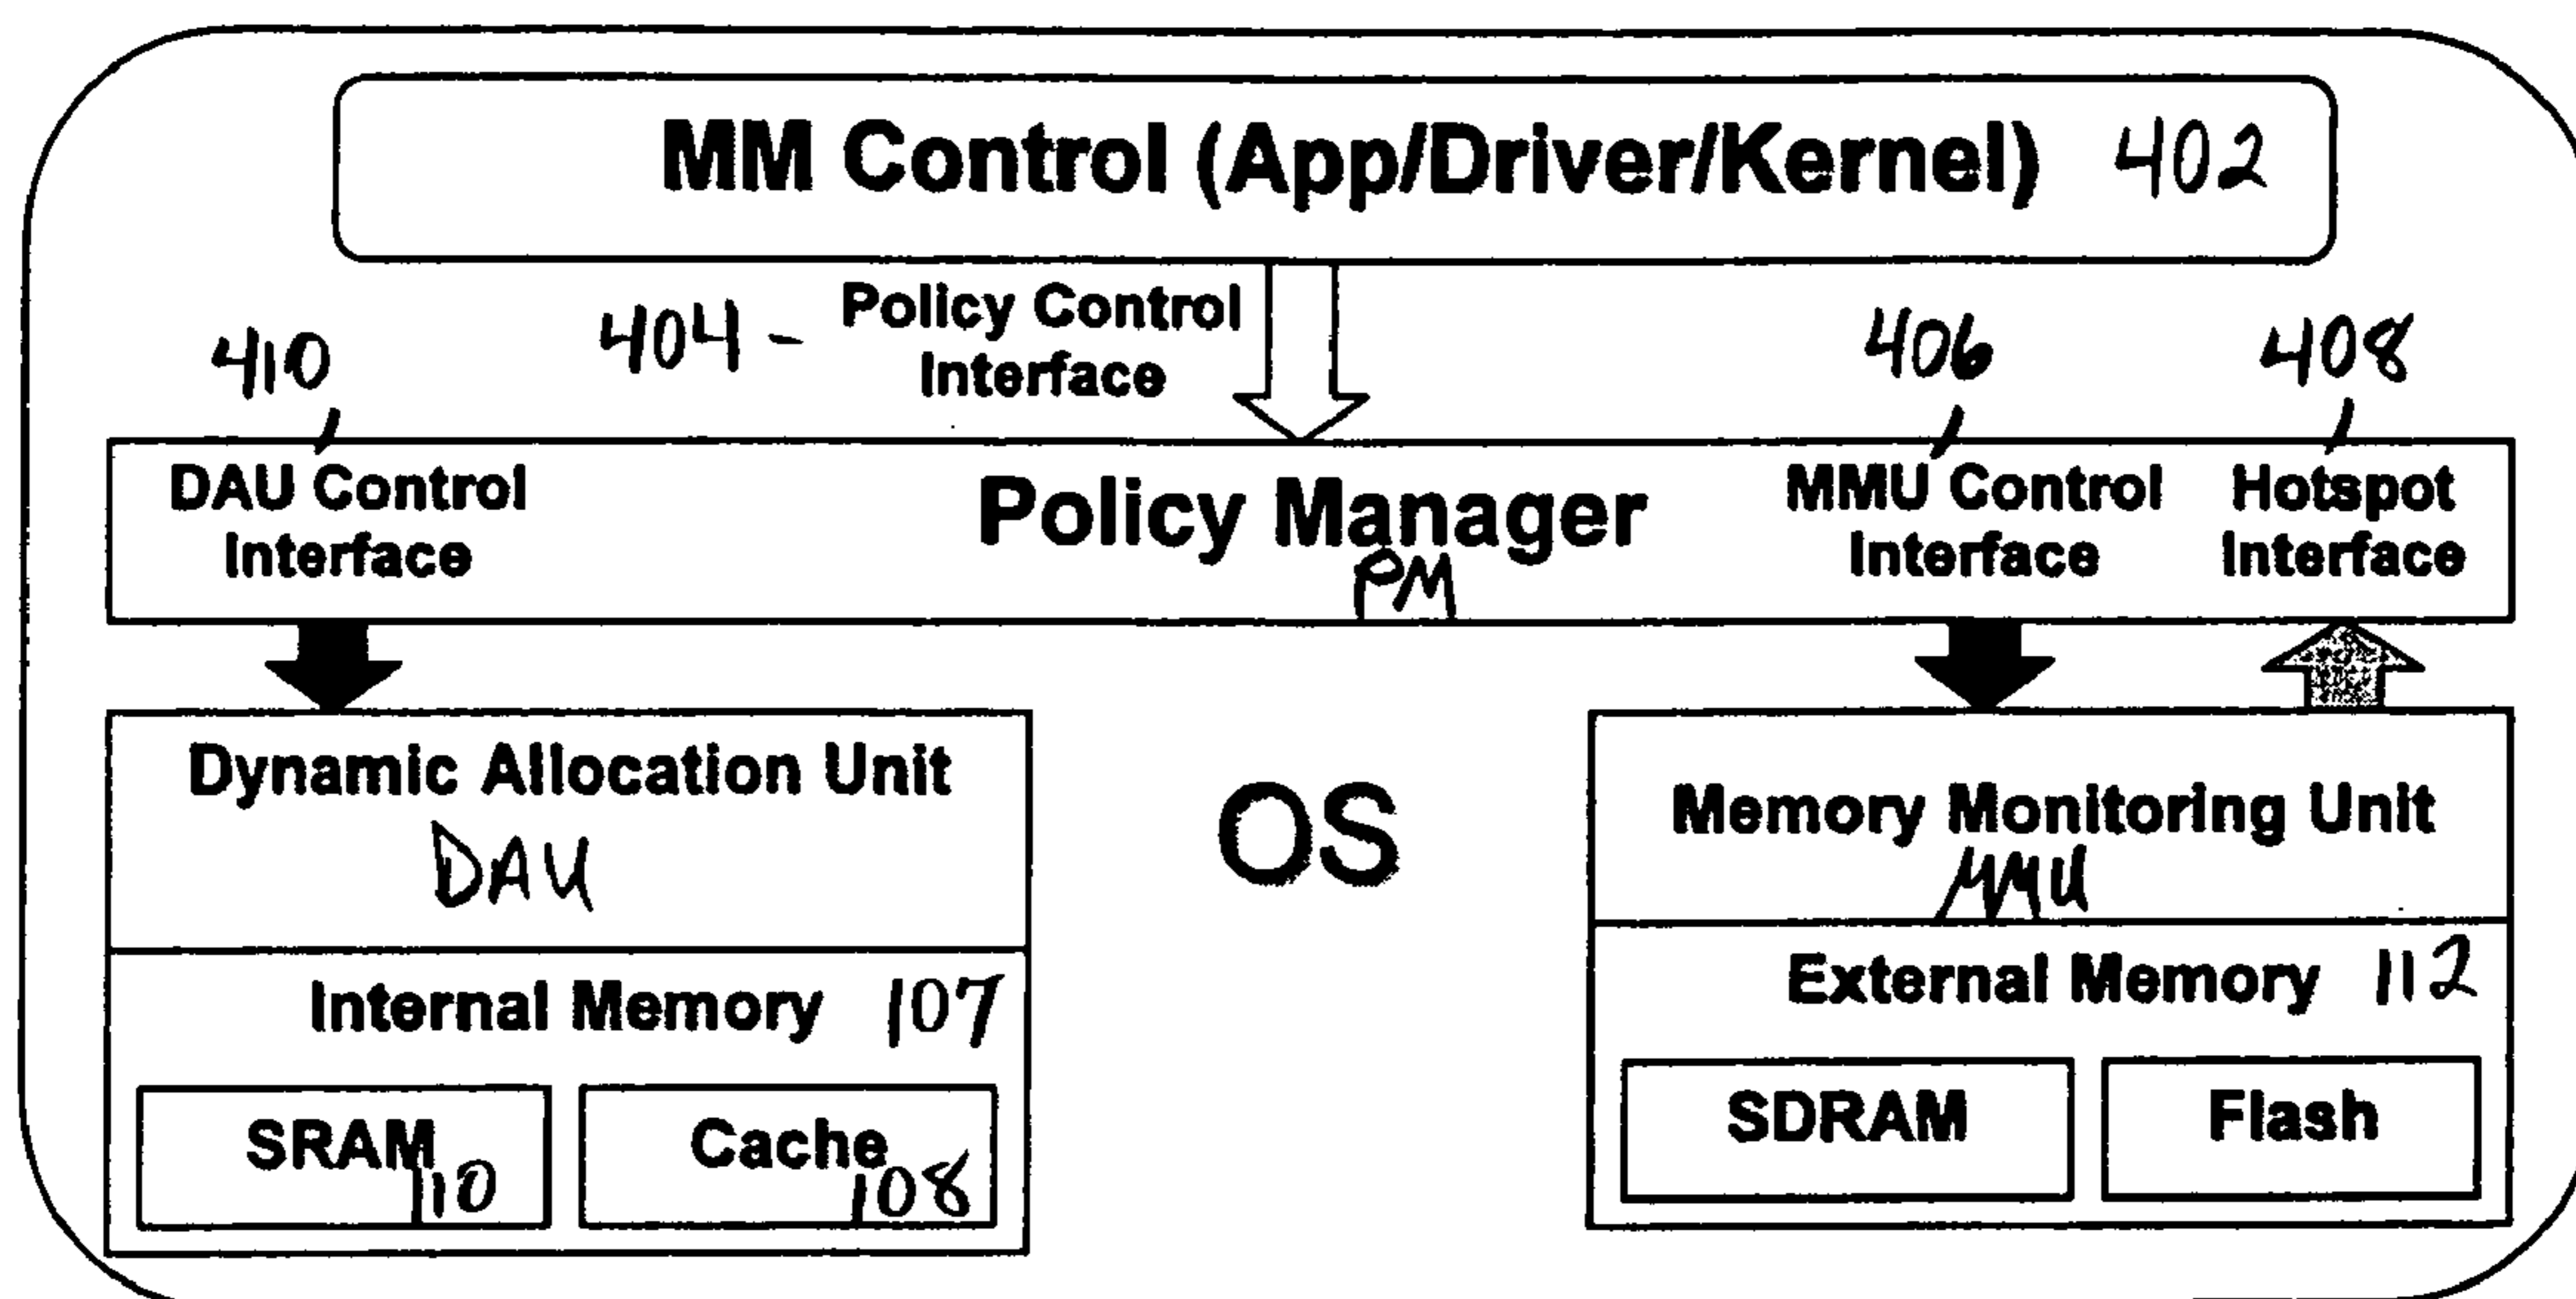 MM Control (App/Driver/Kernel) 402
404 - Policy Control
Interface
410
406
408
DAU Control
Interface
Policy Manager
PM
MMU Control
Interface
Hotspot
Interface
Dynamic Allocation Unit
DAU
OS
Memory Monitoring Unit
MMU
Internal Memory 107
SRAM
110
Cache
108
External Memory 112
SDRAM
Flash